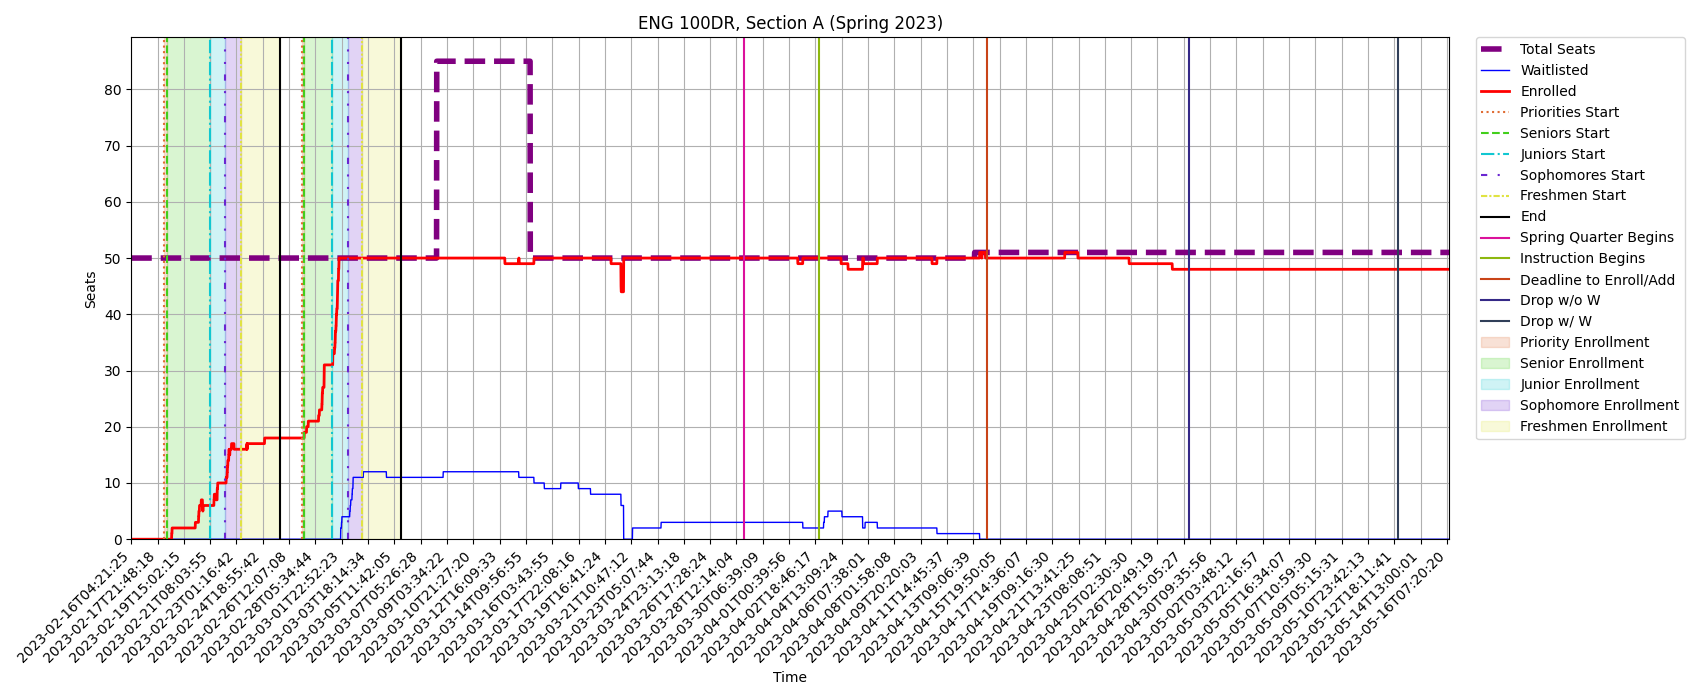 ENG 100DR, Section A (Spring 2023)
Seats
80
70
60
50
40
30
20
10
0
2023-02-16T04:21:25
2023-02-17T21:48:18
2023-02-19T15:02:15
2023-02-21T08:03:55
2023-02-23T01:16:42
2023-02-24T18:55:42
2023-02-26T12:07:08
2023-02-28T05:34:44
2023-03-01T22:52:23
2023-03-03T18:14:34
2023-03-05T11:42:05
2023-03-07T05:26:28
2023-03-09T03:34:22
2023-03-12T16:09:35
2023-03-14T09:56:55
2023-03-16T03:43:55
2023-03-17T22:08:16
2023-03-19T16:41:24
2023-03-21T10:47:12
2023-03-23T05:07:44
2023-03-24T23:13:18
2023-03-26T17:28:24
2023-03-28T12:14:04
2023-03-30T06:39:09
2023-04-01T00:39:56
2023-04-02T18:46:17
2023-04-04T13:09:24
2023-04-06T07:38:01
2023-04-08T01:58:08
2023-04-09T20:20:03
2023-04-11T14:45:37
2023-04-13T09:06:39
2023-04-15T19:50:05
2023-04-17T14:36:07
2023-04-19T09:16:30
2023-04-21T13:41:25
2023-04-23T08:08:51
2023-04-25T02:30:30
2023-04-26T20:49:19
2023-04-28T15:05:27
2023-04-30T09:35:56
2023-05-02T03:48:12
2023-05-03T22:16:57
2023-05-05T16:34:07
2023-05-07T10:59:30
2023-05-09T05:15:31
2023-05-10T23:42:13
2023-05-12T18:11:41
2023-05-14T13:00:01
2023-05-16T07:20:20
Time
Total Seats
Waitlisted
Enrolled
Priorities Start
Seniors Start
Juniors Start
Sophomores Start
Freshmen Start
End
Spring Quarter Begins
Instruction Begins
Deadline to Enroll/Add
Drop w/o W
Drop w/ W
Priority Enrollment
Senior Enrollment
Junior Enrollment
Sophomore Enrollment
Freshmen Enrollment